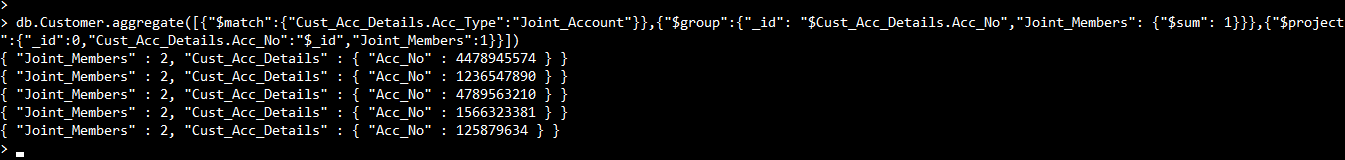 >
> db.Customer.aggregate([{"$match":{"Cust_Acc_Details.Acc_Type":"Joint_Account"}},{"$group":{"_id": "$Cust_Acc_Details.Acc_No","Joint_Members": {"$sum": 1}}},{"$project
":{"_id":0,"Cust_Acc_Details.Acc_No":"$_id","Joint_Members":1}}])
{ "Joint_Members" : 2, "Cust_Acc_Details" : { "Acc_No" : 4478945574 } }
{ "Joint_Members" : 2, "Cust_Acc_Details" : { "Acc_No" : 1236547890 } }
{ "Joint_Members" : 2, "Cust_Acc_Details" : { "Acc_No" : 4789563210 } }
{ "Joint_Members" : 2, "Cust_Acc_Details" : { "Acc_No" : 1566323381 } }
{ "Joint_Members" : 2, "Cust_Acc_Details" : { "Acc_No" : 125879634 } }
>